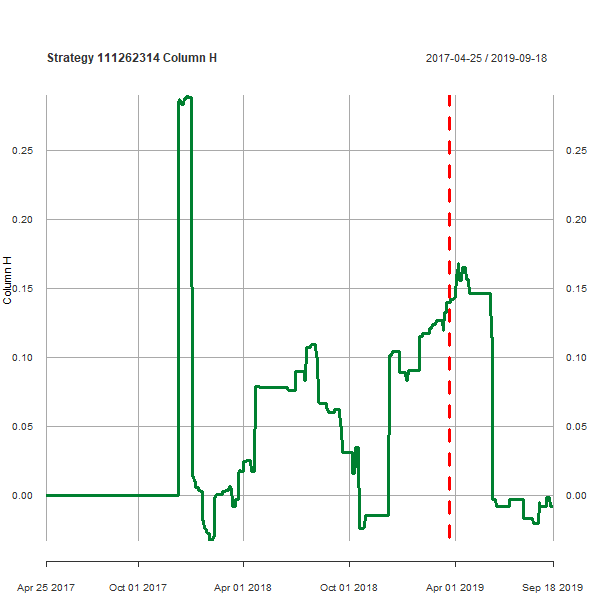 Strategy 111262314 Column H
2017-04-25 / 2019-09-18
Column H
0.25
0.20
0.15
0.10
0.05
0.00
0.25
0.20
0.15
0.10
0.05
0.00
Apr 25 2017
Oct 01 2017
Apr 01 2018
Oct 01 2018
Apr 01 2019
Sep 18 2019